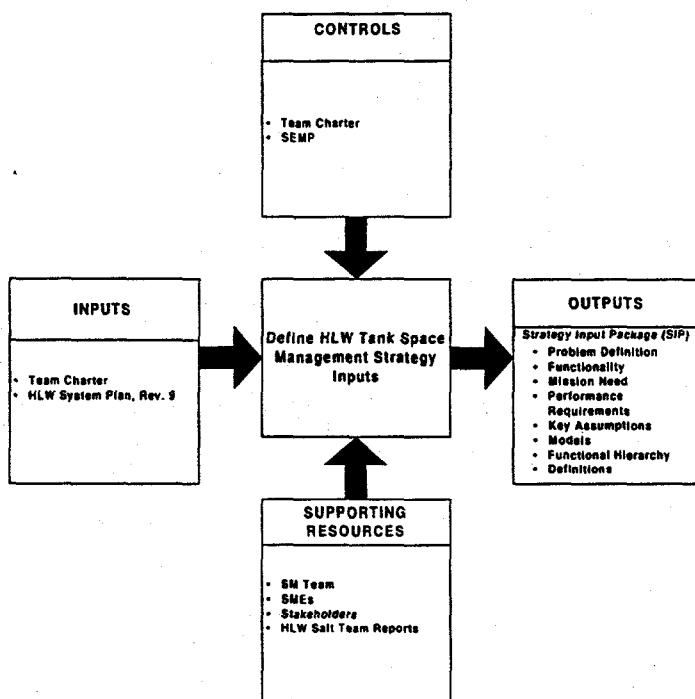 CONTROLS
• Team Charter
• SEMP
INPUTS
• Team Charter
• HLW System Plan, Rev. 9
Define HLW Tank Space
Management Strategy
Inputs
OUTPUTS
Strategy Input Package (SIP)
• Problem Definition
• Functionality
• Mission Need
• Performance
Requirements
• Key Assumptions
• Models
• Functional Hierarchy
• Definitions
SUPPORTING
RESOURCES
• SM Team
• SMEs
• Stakeholders
• HLW Salt Team Reports